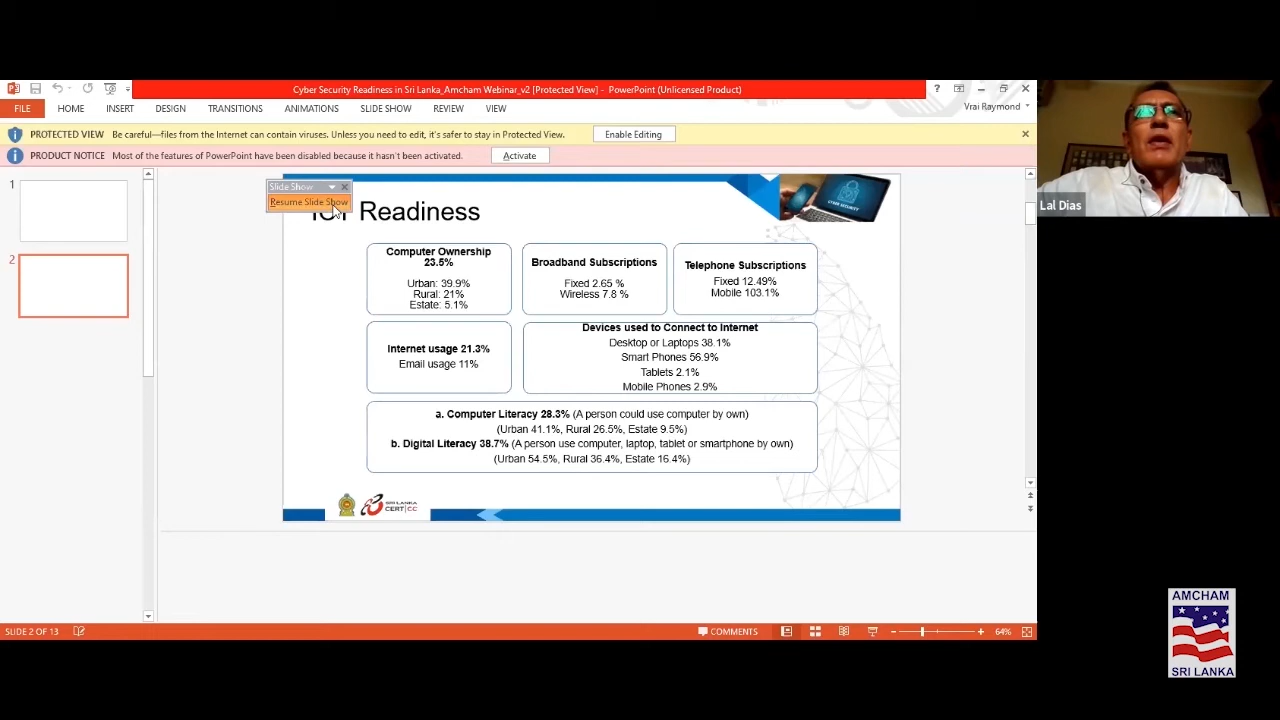 Cyber Security Readiness in Sri Lanka_Amcham Webinar_v2 [Protected View] - PowerPoint (Unlicensed Product)
Vrai Raymond
FILE HOME INSERT DESIGN TRANSITIONS ANIMATIONS SLIDE SHOW REVIEW VIEW
PROTECTED VIEW Be careful—files from the Internet can contain viruses. Unless you need to edit, it's safer to stay in Protected View. Enable Editing
PRODUCT NOTICE Most of the features of PowerPoint have been disabled because it hasn't been activated. Activate
1
2
Slide Show
Resume Slide Show
Readiness
CYBER SECURITY
Computer Ownership
23.5%
Urban: 39.9%
Rural: 21%
Estate: 5.1%
Broadband Subscriptions
Fixed 2.65 %
Wireless 7.8 %
Telephone Subscriptions
Fixed 12.49%
Mobile 103.1%
Internet usage 21.3%
Email usage 11%
Devices used to Connect to Internet
Desktop or Laptops 38.1%
Smart Phones 56.9%
Tablets 2.1%
Mobile Phones 2.9%
a. Computer Literacy 28.3% (A person could use computer by own)
(Urban 41.1%, Rural 26.5%, Estate 9.5%)
b. Digital Literacy 38.7% (A person use computer, laptop, tablet or smartphone by own)
(Urban 54.5%, Rural 36.4%, Estate 16.4%)
SRI LANKA
CERT|CC
SLIDE 2 OF 13
COMMENTS
64%
Lal Dias
AMCHAM
SRI LANKA